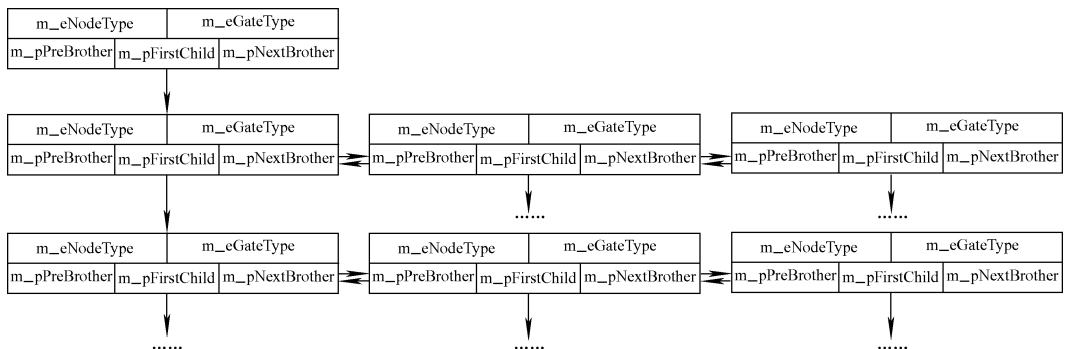 m_eNodeType m_eGateType
m_pPreBrother m_pFirstChild m_pNextBrother
m_eNodeType m_eGateType m_eNodeType m_eGateType m_eNodeType m_eGateType
m_pPreBrother m_pFirstChild m_pNextBrother m_pPreBrother m_pFirstChild m_pNextBrother m_pPreBrother m_pFirstChild m_pNextBrother
…… ……
m_eNodeType m_eGateType m_eNodeType m_eGateType m_eNodeType m_eGateType
m_pPreBrother m_pFirstChild m_pNextBrother m_pPreBrother m_pFirstChild m_pNextBrother m_pPreBrother m_pFirstChild m_pNextBrother
…… …… ……